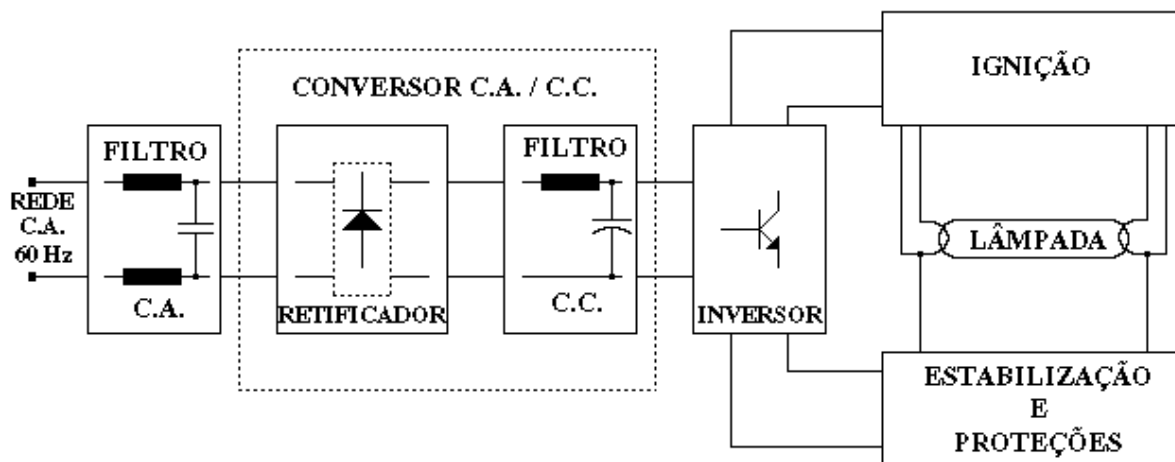 CONVERSOR C.A. / C.C.
IGNIÇÃO
FILTRO
FILTRO
REDE
C.A.
60 Hz
LÂMPADA
C.A.
RETIFICADOR
C.C.
INVERSOR
ESTABILIZAÇÃO
E
PROTEÇÕES